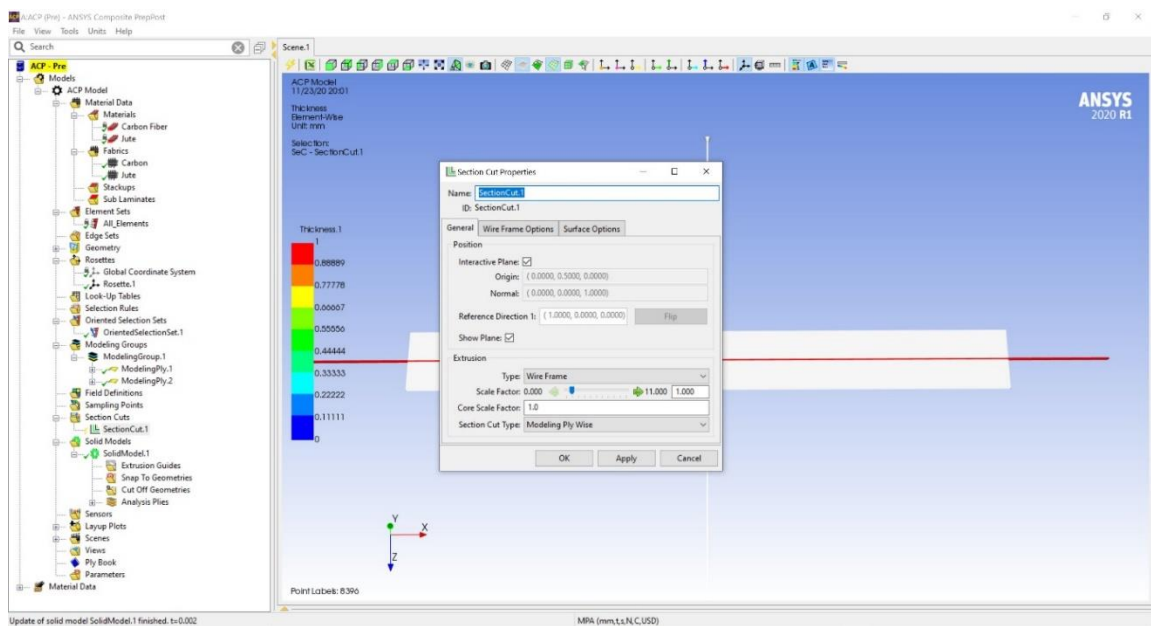 A:ACP (Pre) - ANSYS Composite PrepPost
File View Tools Units Help
Search
Scene.1
ACP - Pre
Models
ACP Model
Material Data
Materials
Carbon Fiber
Jute
Fabrics
Carbon
Jute
Stackups
Sub Laminates
Element Sets
All_Elements
Edge Sets
Geometry
Rosettes
Global Coordinate System
Rosette.1
Look-Up Tables
Selection Rules
Oriented Selection Sets
OrientedSelectionSet.1
Modeling Groups
ModelingGroup.1
ModelingPly.1
ModelingPly.2
Field Definitions
Sampling Points
Section Cuts
SectionCut.1
Solid Models
SolidModel.1
Extrusion Guides
Snap To Geometries
Cut Off Geometries
Analysis Plies
Sensors
Layup Plots
Scenes
Views
Ply Book
Parameters
Material Data
ACP Model
11/23/20 20:01
Thickness
Element-Wise
Unit: mm
Selection:
SeC - SectionCut.1
ANSYS
2020 R1
Thickness.1
1
0.88889
0.77778
0.66667
0.55556
0.44444
0.33333
0.22222
0.11111
0
Section Cut Properties
Name: SectionCut.1
ID: SectionCut.1
General Wire Frame Options Surface Options
Position
Interactive Plane:
Origin: (0.0000, 0.5000, 0.0000)
Normal: (0.0000, 0.0000, 1.0000)
Reference Direction 1: (1.0000, 0.0000, 0.0000) Flip
Show Plane:
Extrusion
Type: Wire Frame
Scale Factor: 0.000 11.000 1.000
Core Scale Factor: 1.0
Section Cut Type: Modeling Ply Wise
OK Apply Cancel
Y
X
Z
Point Labels: 8396
Update of solid model SolidModel.1 finished. t=0.002 MPA (mm,t,s,N,C,USD)